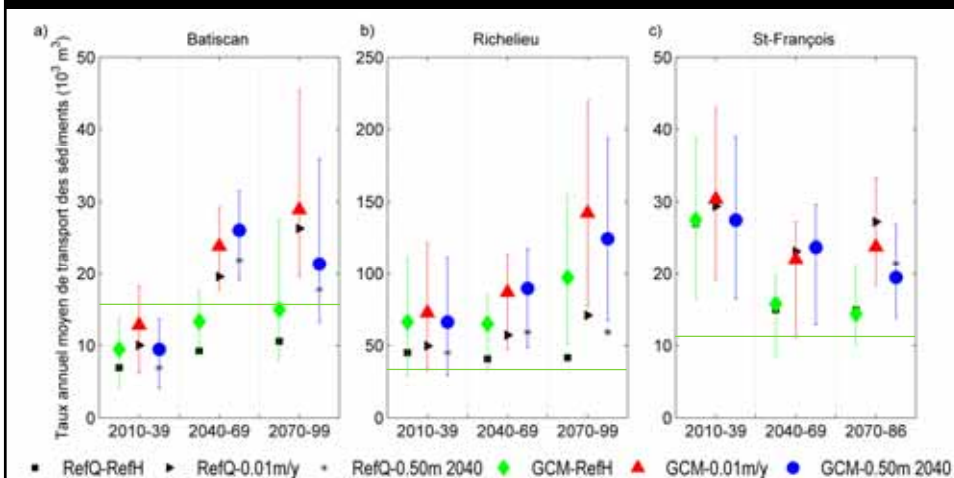 a) Batiscan
b) Richelieu
c) St-François
Taux annuel moyen de transport des sédiments (10³ m³)
50
40
30
20
10
0
2010-39 2040-69 2070-99
250
200
150
100
50
0
2010-39 2040-69 2070-99
50
40
30
20
10
0
2010-39 2040-69 2070-86
RefQ-RefH RefQ-0.01m/y RefQ-0.50m 2040 GCM-RefH GCM-0.01m/y GCM-0.50m 2040